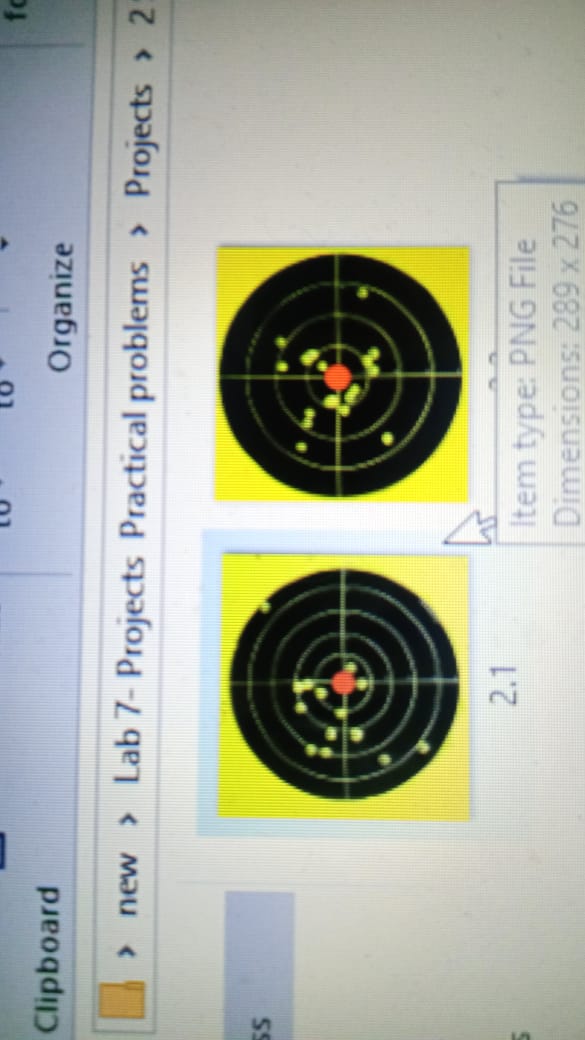 to to
Clipboard Organize
> new > Lab 7- Projects Practical problems > Projects > 2
ss
2.1
Item type: PNG File
Dimensions: 289 x 276